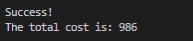 Success!
The total cost is: 986